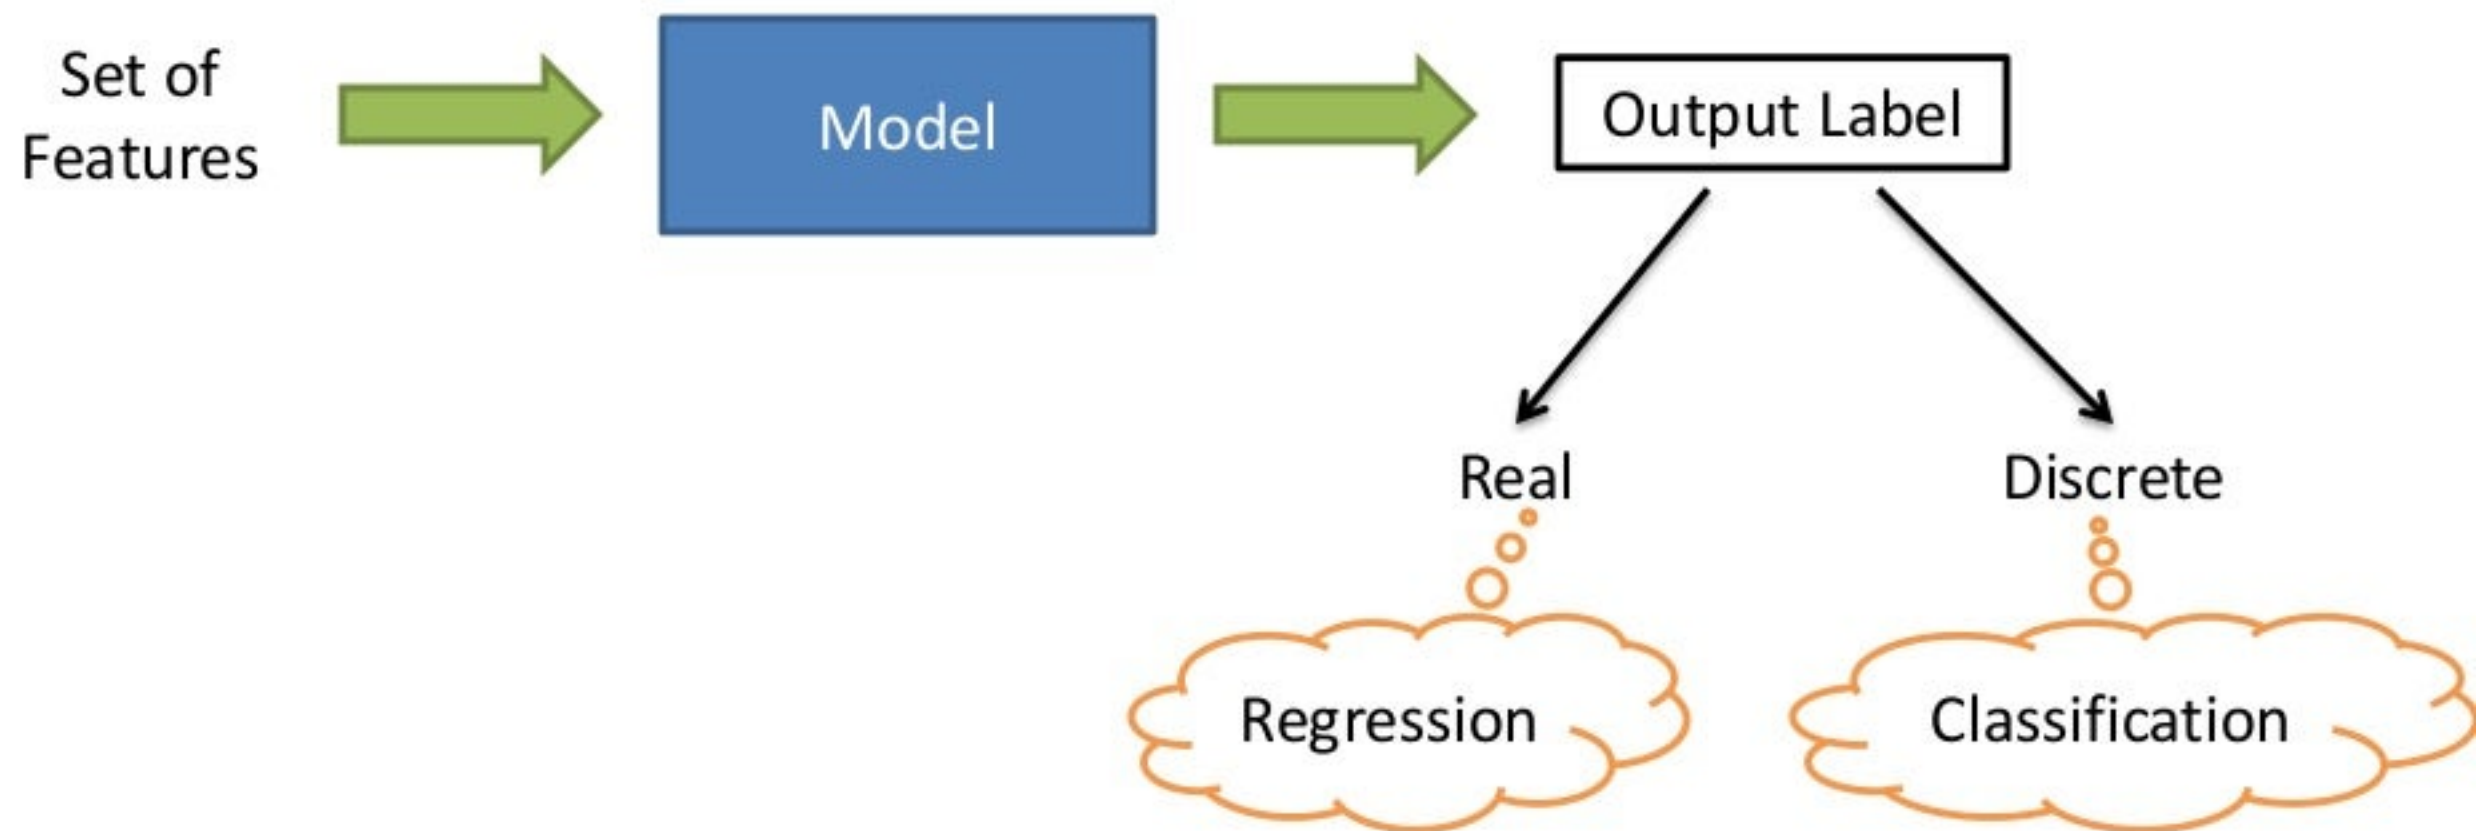 Set of
Features
Model
Output Label
Real
Discrete
Regression
Classification